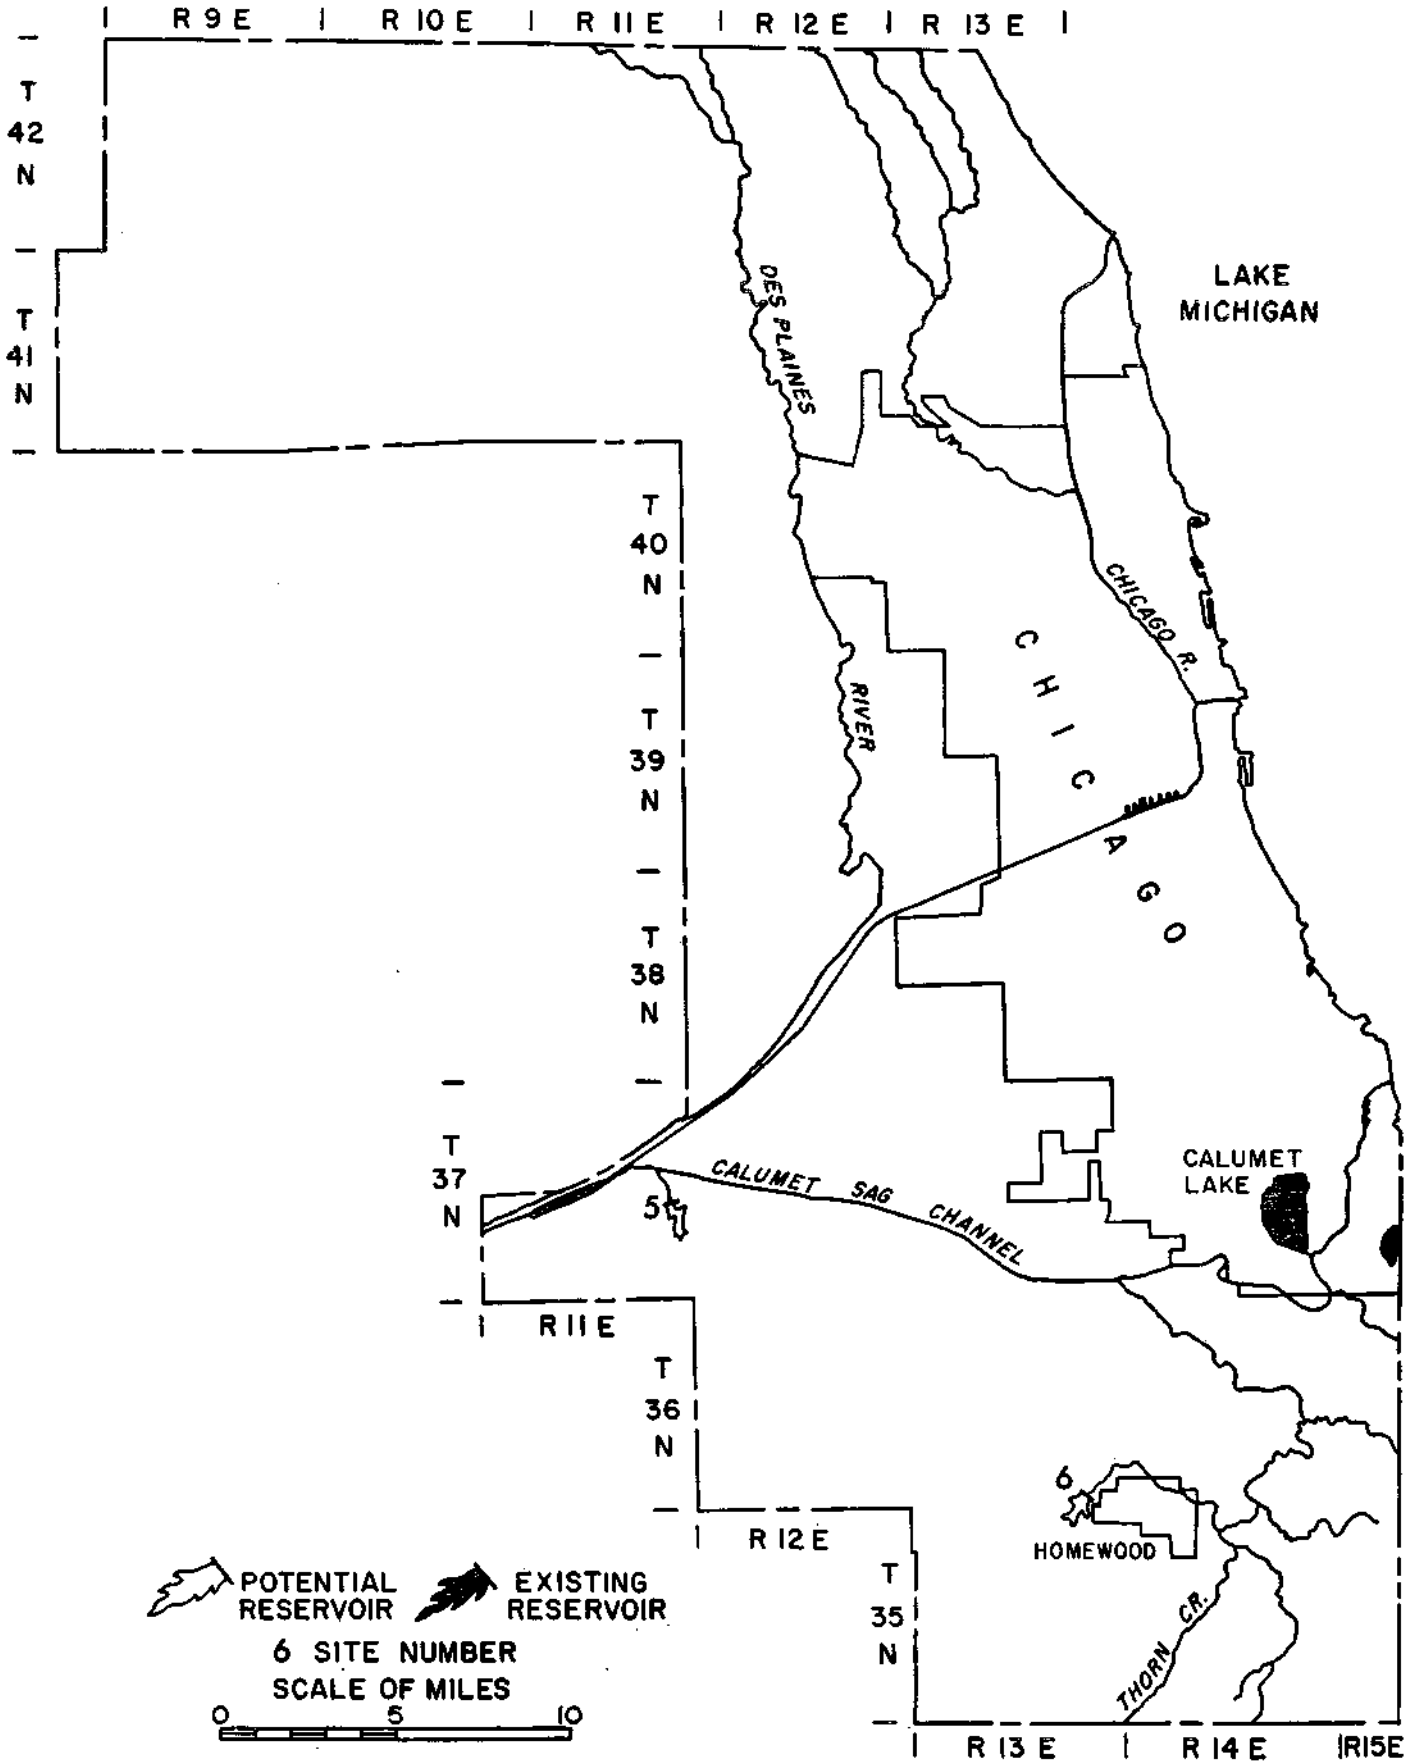 R 9 E R 10 E R 11 E R 12 E R 13 E
T
42
N
T
41
N
LAKE
MICHIGAN
DES PLAINES
T
40
N
CHICAGO R.
CHICAGO
RIVER
T
39
N
T
38
N
T
37
N
CALUMET
LAKE
CALUMET SAG CHANNEL
5
R 11 E
T
36
N
6
HOMEWOOD
R 12 E
T
35
N
THORN CR.
POTENTIAL
RESERVOIR
EXISTING
RESERVOIR
6 SITE NUMBER
SCALE OF MILES
0 5 10
R 13 E R 14 E R15E